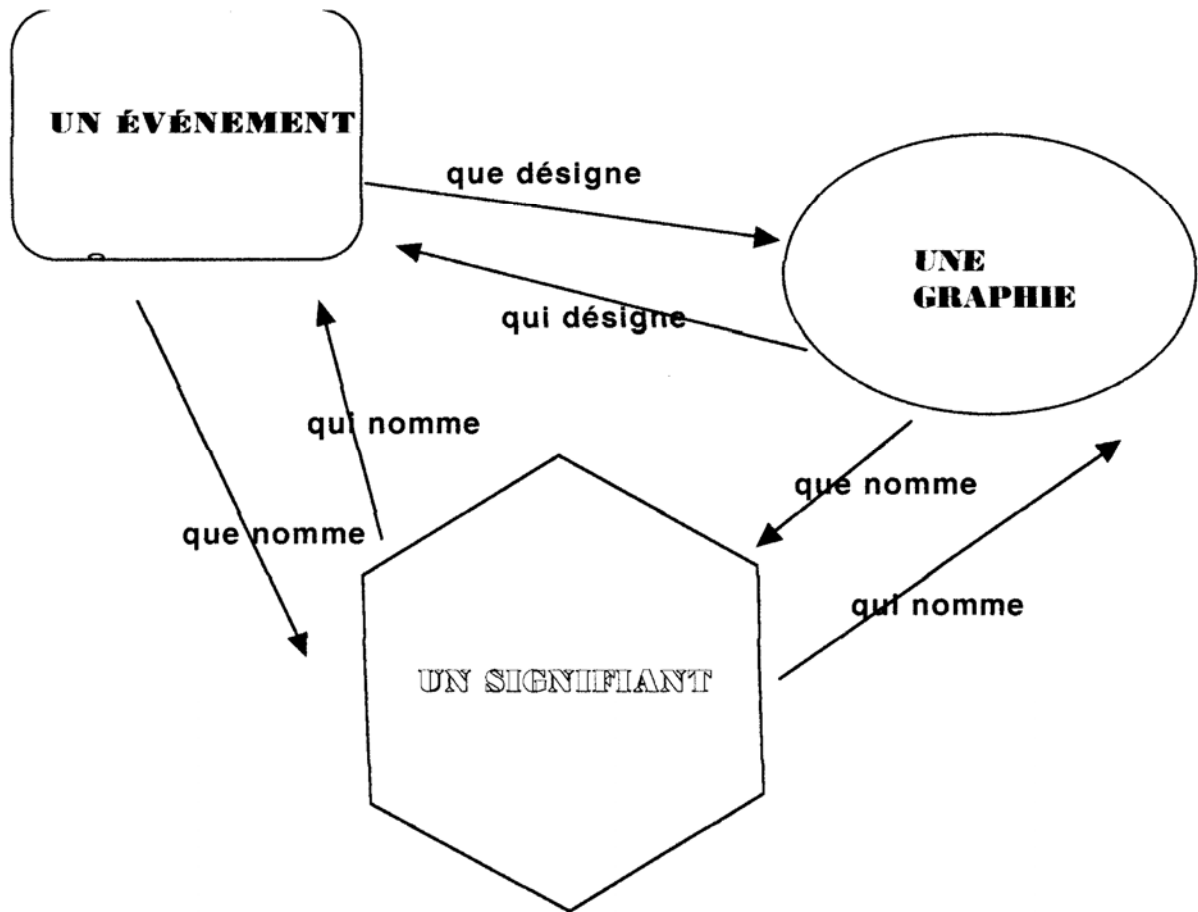 UN ÉVÉNEMENT
que désigne
UNE
GRAPHIE
qui désigne
qui nomme
que nomme
que nomme
qui nomme
UN SIGNIFIANT